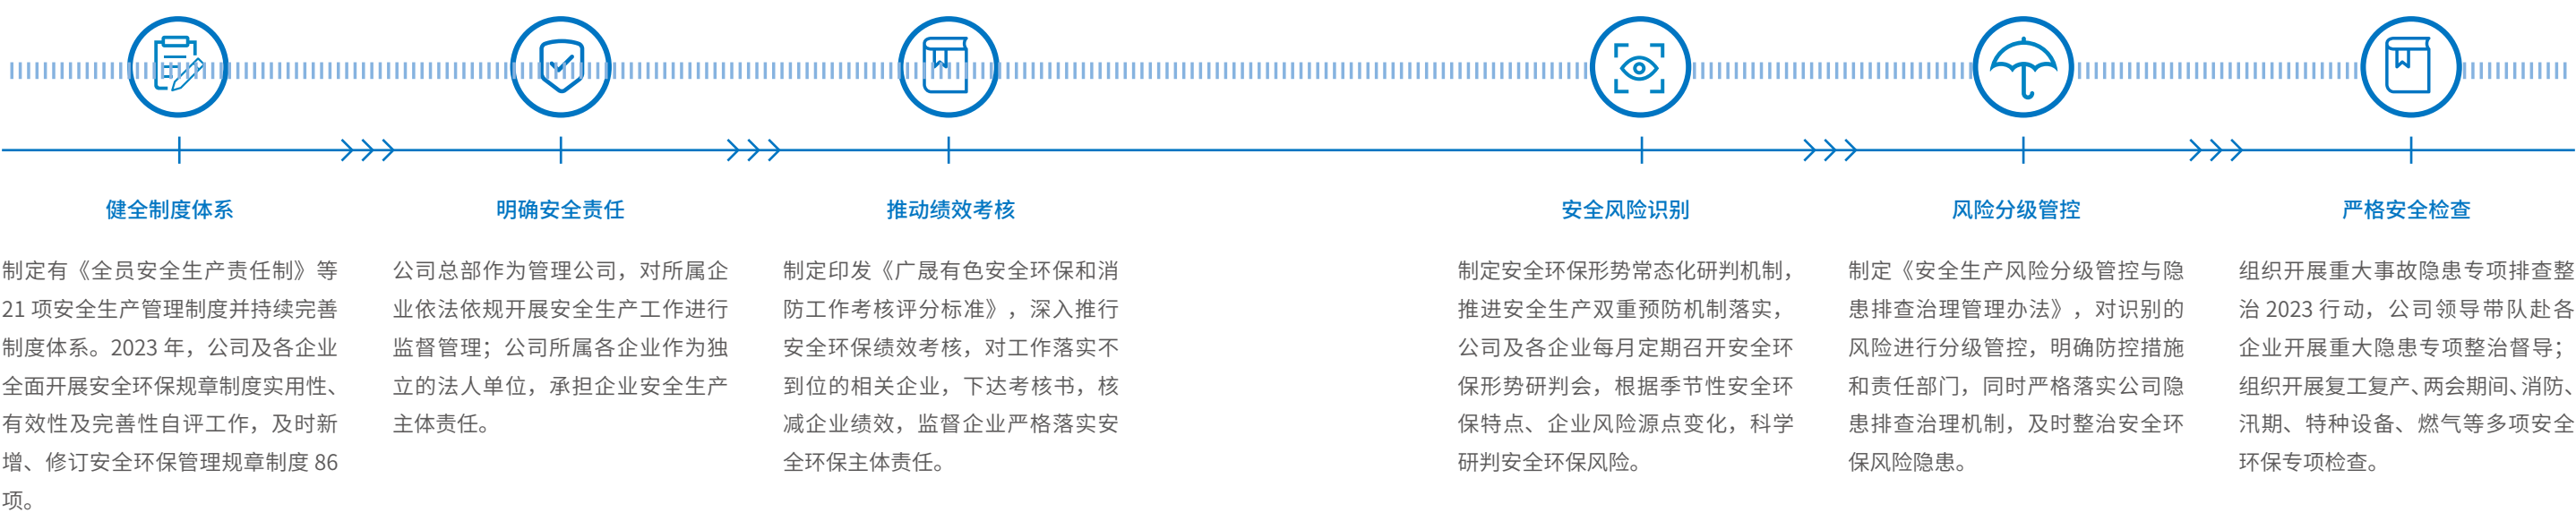 健全制度体系
制定有《全员安全生产责任制》等
21 项安全生产管理制度并持续完善
制度体系。2023 年，公司及各企业
全面开展安全环保规章制度实用性、
有效性及完善性自评工作，及时新
增、修订安全环保管理规章制度 86
项。
明确安全责任
公司总部作为管理公司，对所属企
业依法依规开展安全生产工作进行
监督管理；公司所属各企业作为独
立的法人单位，承担企业安全生产
主体责任。
推动绩效考核
制定印发《广晟有色安全环保和消
防工作考核评分标准》，深入推行
安全环保绩效考核，对工作落实不
到位的相关企业，下达考核书，核
减企业绩效，监督企业严格落实安
全环保主体责任。
安全风险识别
制定安全环保形势常态化研判机制，
推进安全生产双重预防机制落实，
公司及各企业每月定期召开安全环
保形势研判会，根据季节性安全环
保特点、企业风险源点变化，科学
研判安全环保风险。
风险分级管控
制定《安全生产风险分级管控与隐
患排查治理管理办法》，对识别的
风险进行分级管控，明确防控措施
和责任部门，同时严格落实公司隐
患排查治理机制，及时整治安全环
保风险隐患。
严格安全检查
组织开展重大事故隐患专项排查整
治 2023 行动，公司领导带队赴各
企业开展重大隐患专项整治督导；
组织开展复工复产、两会期间、消防、
汛期、特种设备、燃气等多项安全
环保专项检查。